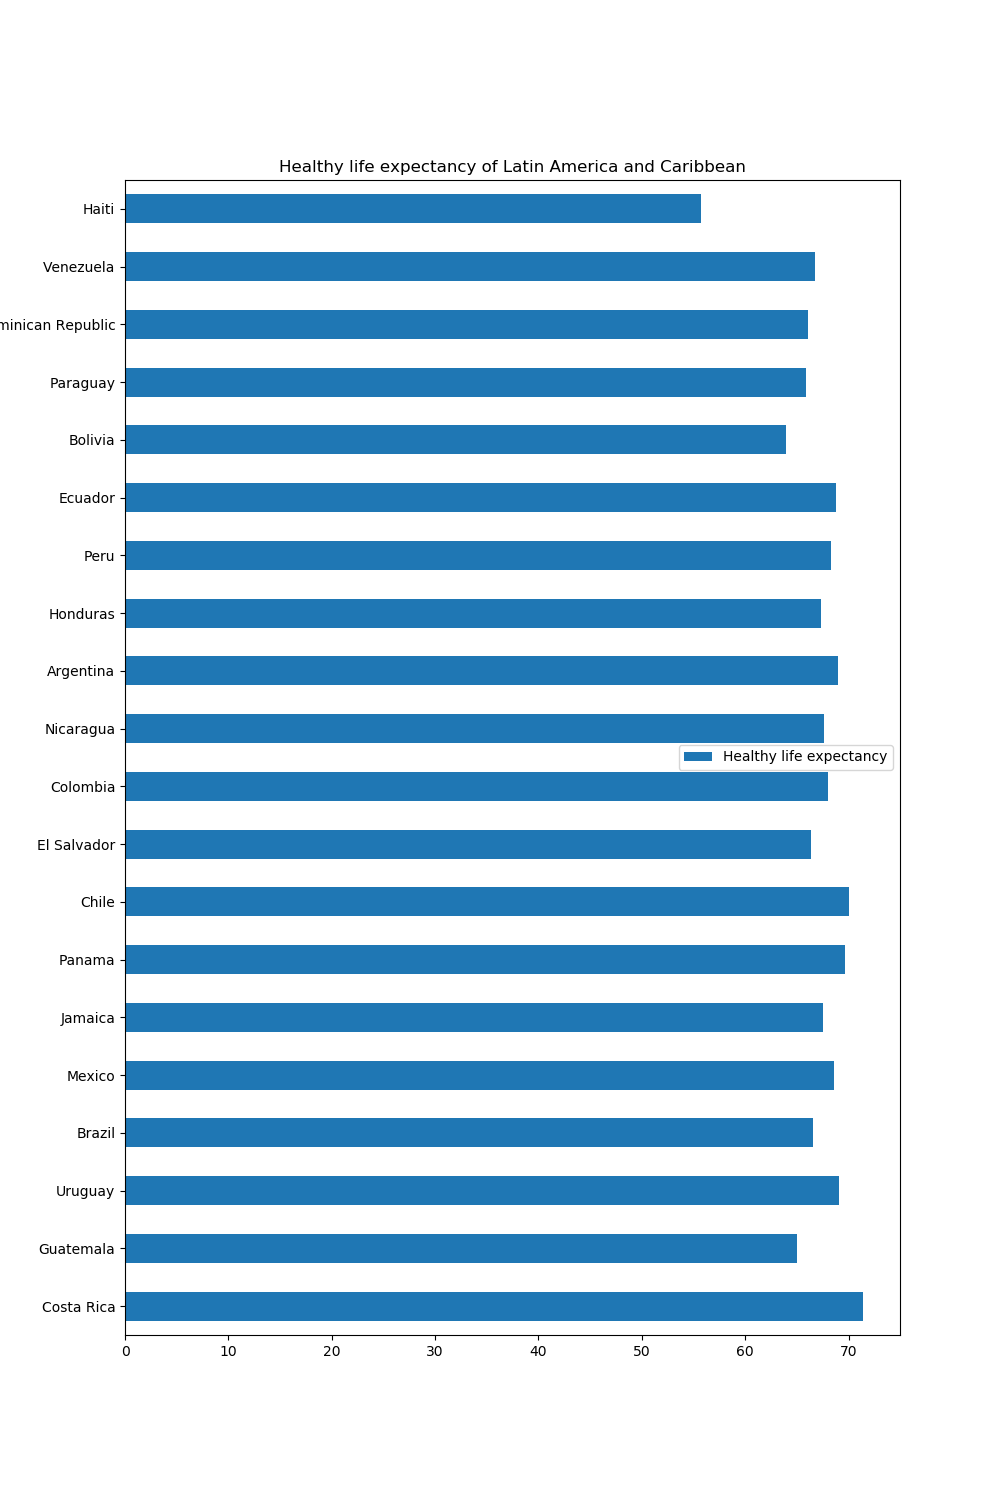 Healthy life expectancy of Latin America and Caribbean
Haiti
Venezuela
minican Republic
Paraguay
Bolivia
Ecuador
Peru
Honduras
Argentina
Nicaragua
Healthy life expectancy
Colombia
El Salvador
Chile
Panama
Jamaica
Mexico
Brazil
Uruguay
Guatemala
Costa Rica
0 10 20 30 40 50 60 70